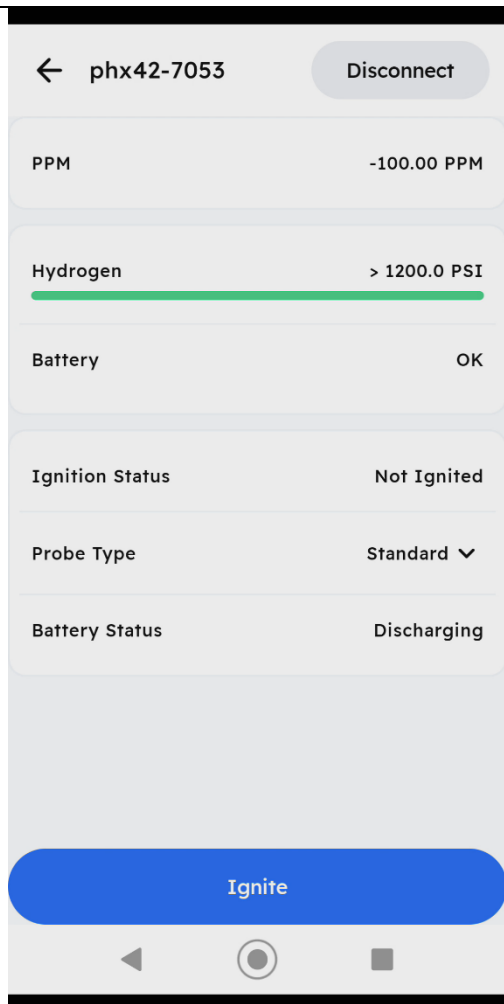 phx42-7053 Disconnect
PPM -100.00 PPM
Hydrogen > 1200.0 PSI
Battery OK
Ignition Status Not Ignited
Probe Type Standard
Battery Status Discharging
Ignite